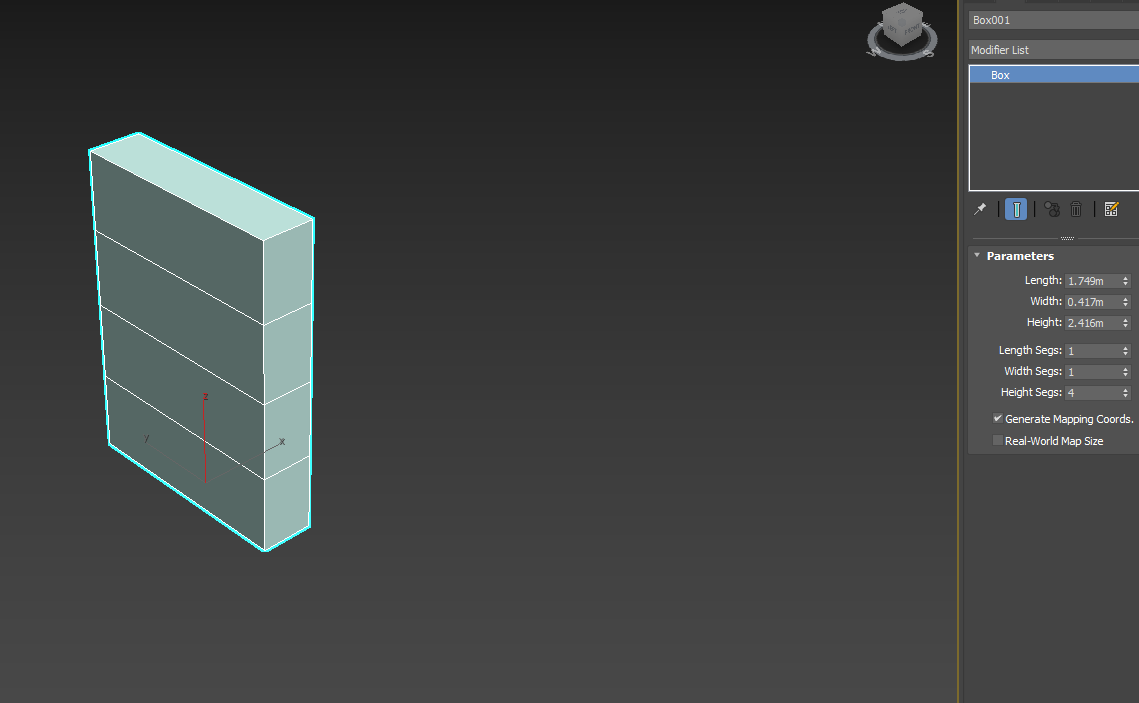 Box001
Modifier List
Box
Parameters
Length: 1.749m
Width: 0.417m
Height: 2.416m
Length Segs: 1
Width Segs: 1
Height Segs: 4
Generate Mapping Coords.
Real-World Map Size
z
y
x
W
S